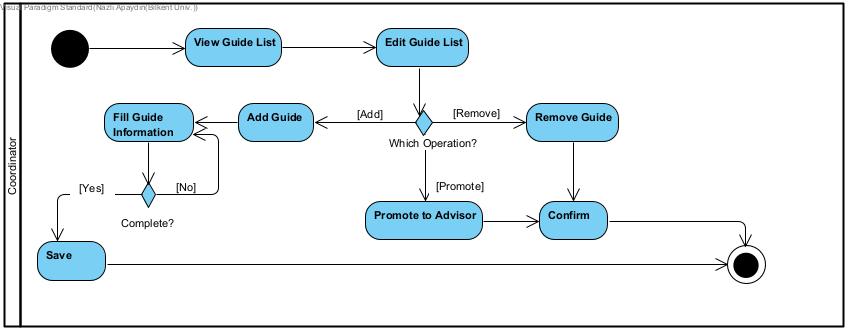 Visual Paradigm Standard(Nazlı Apaydın(Bilkent Univ.))
Coordinator
View Guide List
Edit Guide List
Fill Guide
Information
Add Guide
[Add]
[Remove]
Remove Guide
Which Operation?
[Yes]
[No]
[Promote]
Complete?
Promote to Advisor
Confirm
Save